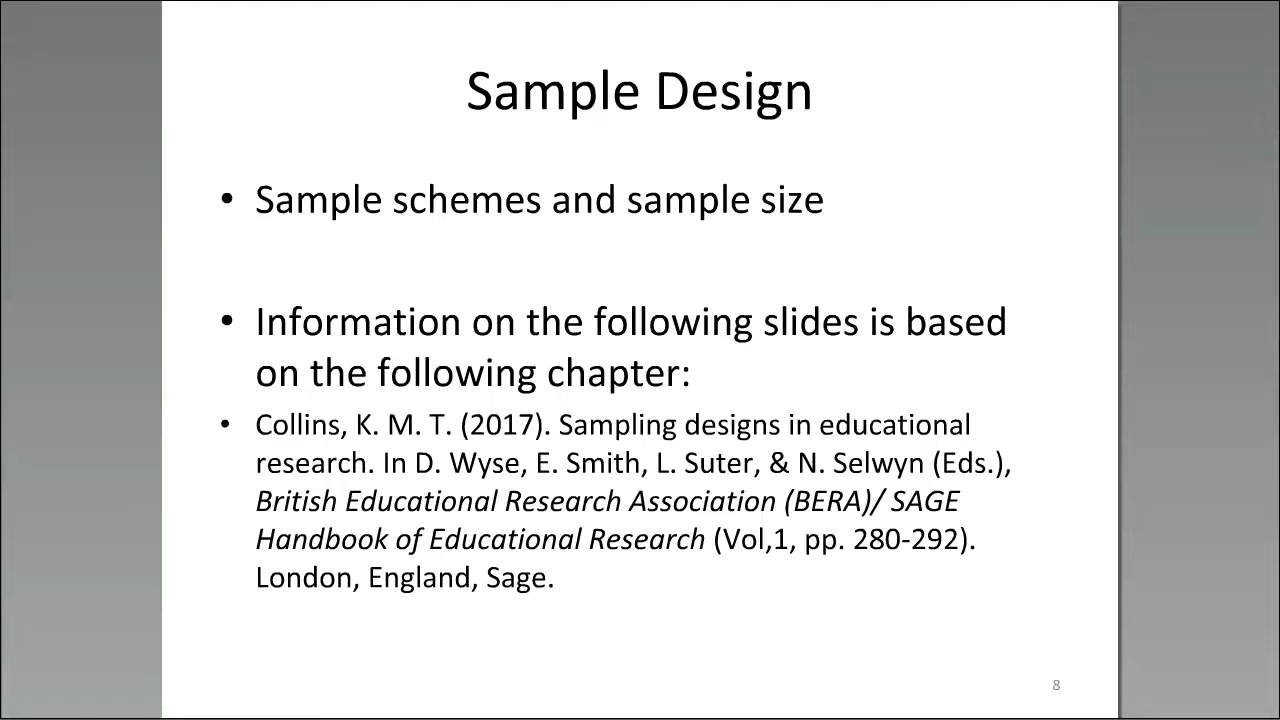 Sample Design
• Sample schemes and sample size
• Information on the following slides is based
on the following chapter:
• Collins, K. M. T. (2017). Sampling designs in educational
research. In D. Wyse, E. Smith, L. Suter, & N. Selwyn (Eds.),
British Educational Research Association (BERA)/ SAGE
Handbook of Educational Research (Vol,1, pp. 280-292).
London, England, Sage.
8